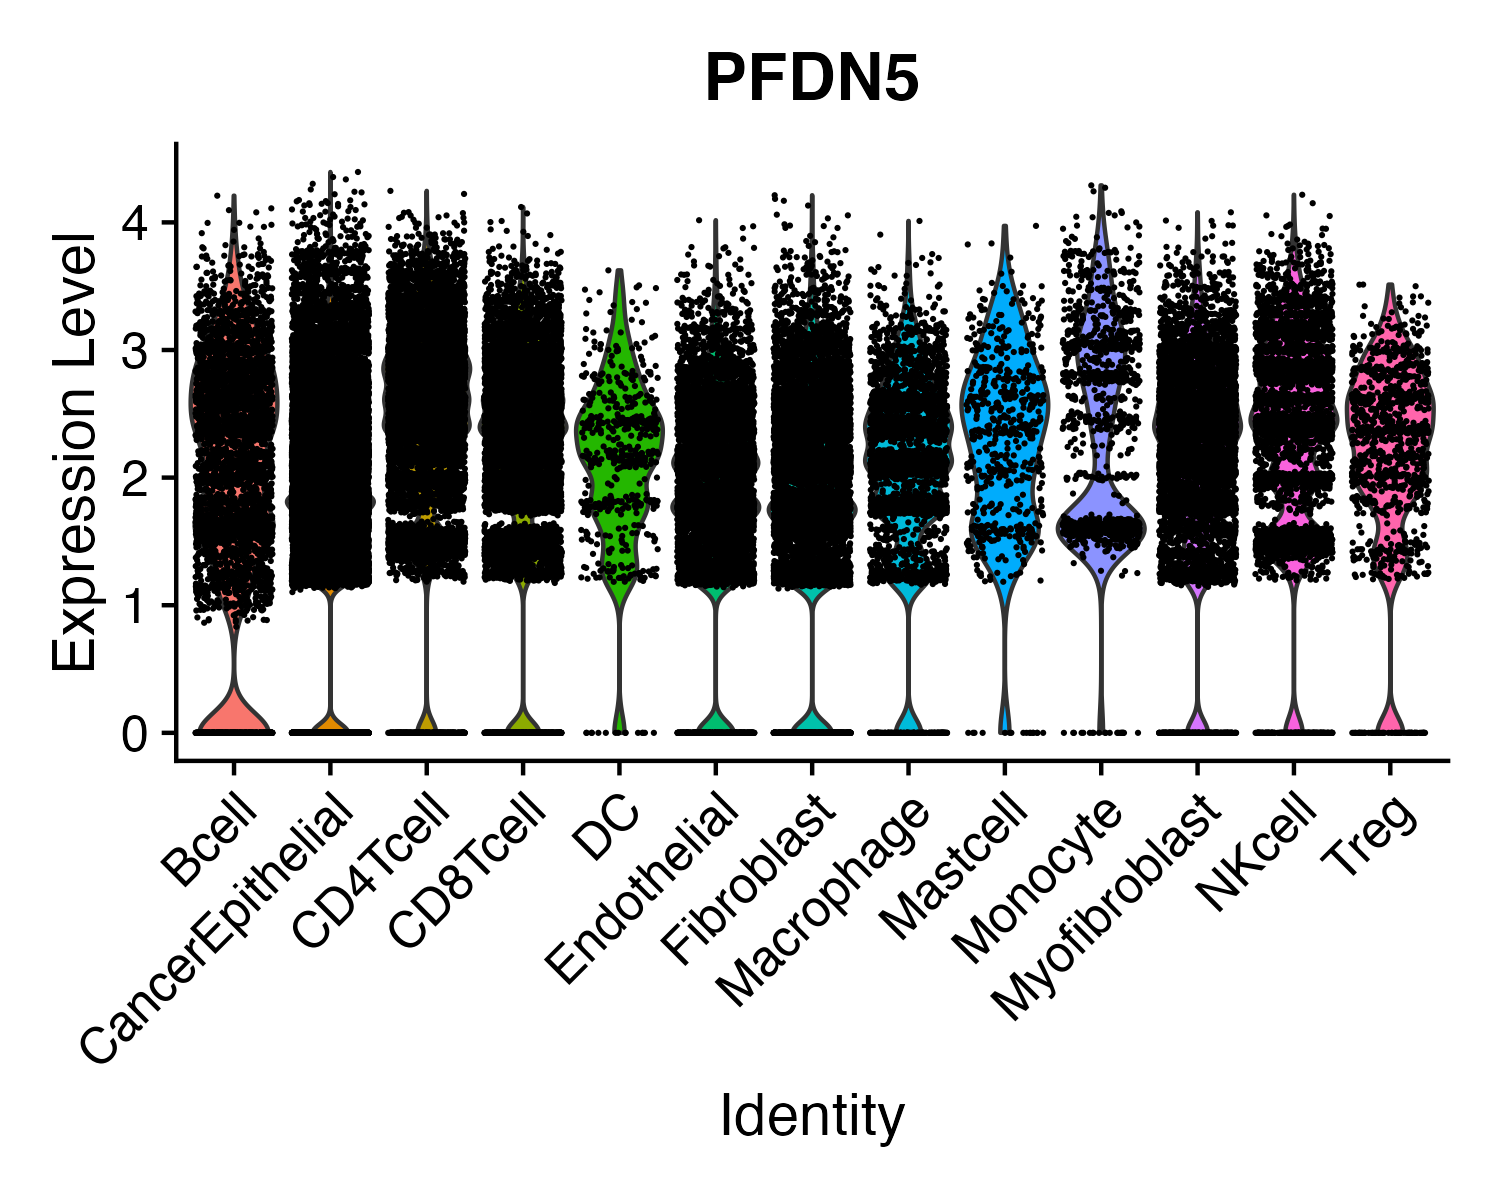 PFDN5
Expression Level
4
3
2
1
0
Bcell
CancerEpithelial
CD4Tcell
CD8Tcell
DC
Endothelial
Fibroblast
Macrophage
Mastcell
Monocyte
Myofibroblast
NKcell
Treg
Identity